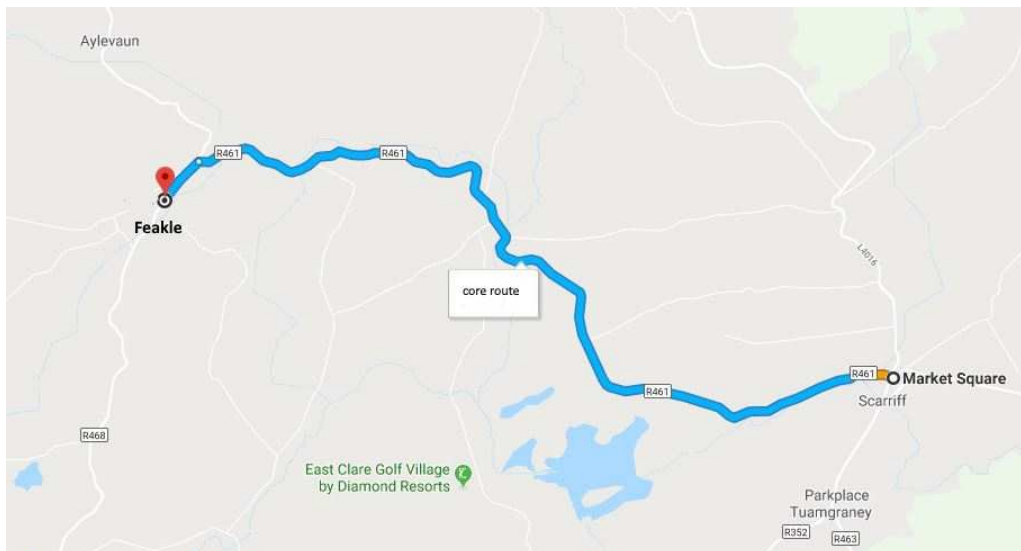 Aylevaun
R461
R461
Feakle
core route
L4016
R461
R461
Market Square
Scarriff
R468
East Clare Golf Village
by Diamond Resorts
Parkplace
Tuamgraney
R352
R463